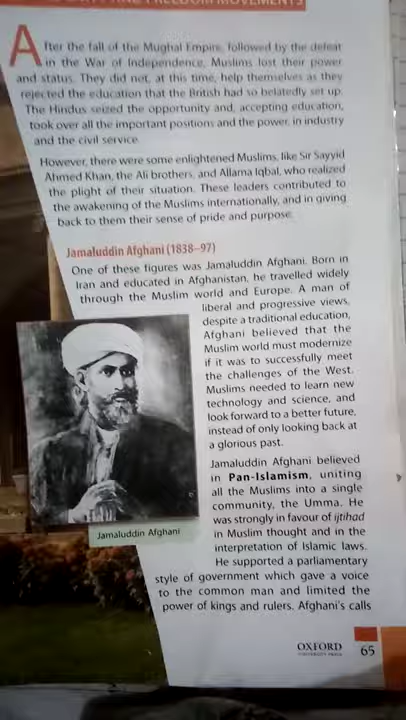 AND FREEDOM MOVEMENTS
After the fall of the Mughal Empire, followed by the defeat
in the War of Independence, Muslims lost their power
and status. They did not, at this time, help themselves as they
rejected the education that the British had so belatedly set up.
The Hindus seized the opportunity and, accepting education,
took over all the important positions and the power, in industry
and the civil service.
However, there were some enlightened Muslims, like Sir Sayyid
Ahmed Khan, the Ali brothers, and Allama Iqbal, who realized
the plight of their situation. These leaders contributed to
the awakening of the Muslims internationally, and in giving
back to them their sense of pride and purpose.
Jamaluddin Afghani (1838–97)
One of these figures was Jamaluddin Afghani. Born in
Iran and educated in Afghanistan, he travelled widely
through the Muslim world and Europe. A man of
liberal and progressive views,
despite a traditional education,
Afghani believed that the
Muslim world must modernize
if it was to successfully meet
the challenges of the West.
Muslims needed to learn new
technology and science, and
look forward to a better future,
instead of only looking back at
a glorious past.
Jamaluddin Afghani believed
in Pan-Islamism, uniting
all the Muslims into a single
community, the Umma. He
was strongly in favour of ijtihad
in Muslim thought and in the
interpretation of Islamic laws.
He supported a parliamentary
style of government which gave a voice
to the common man and limited the
power of kings and rulers. Afghani's calls
Jamaluddin Afghani
OXFORD
UNIVERSITY PRESS
65